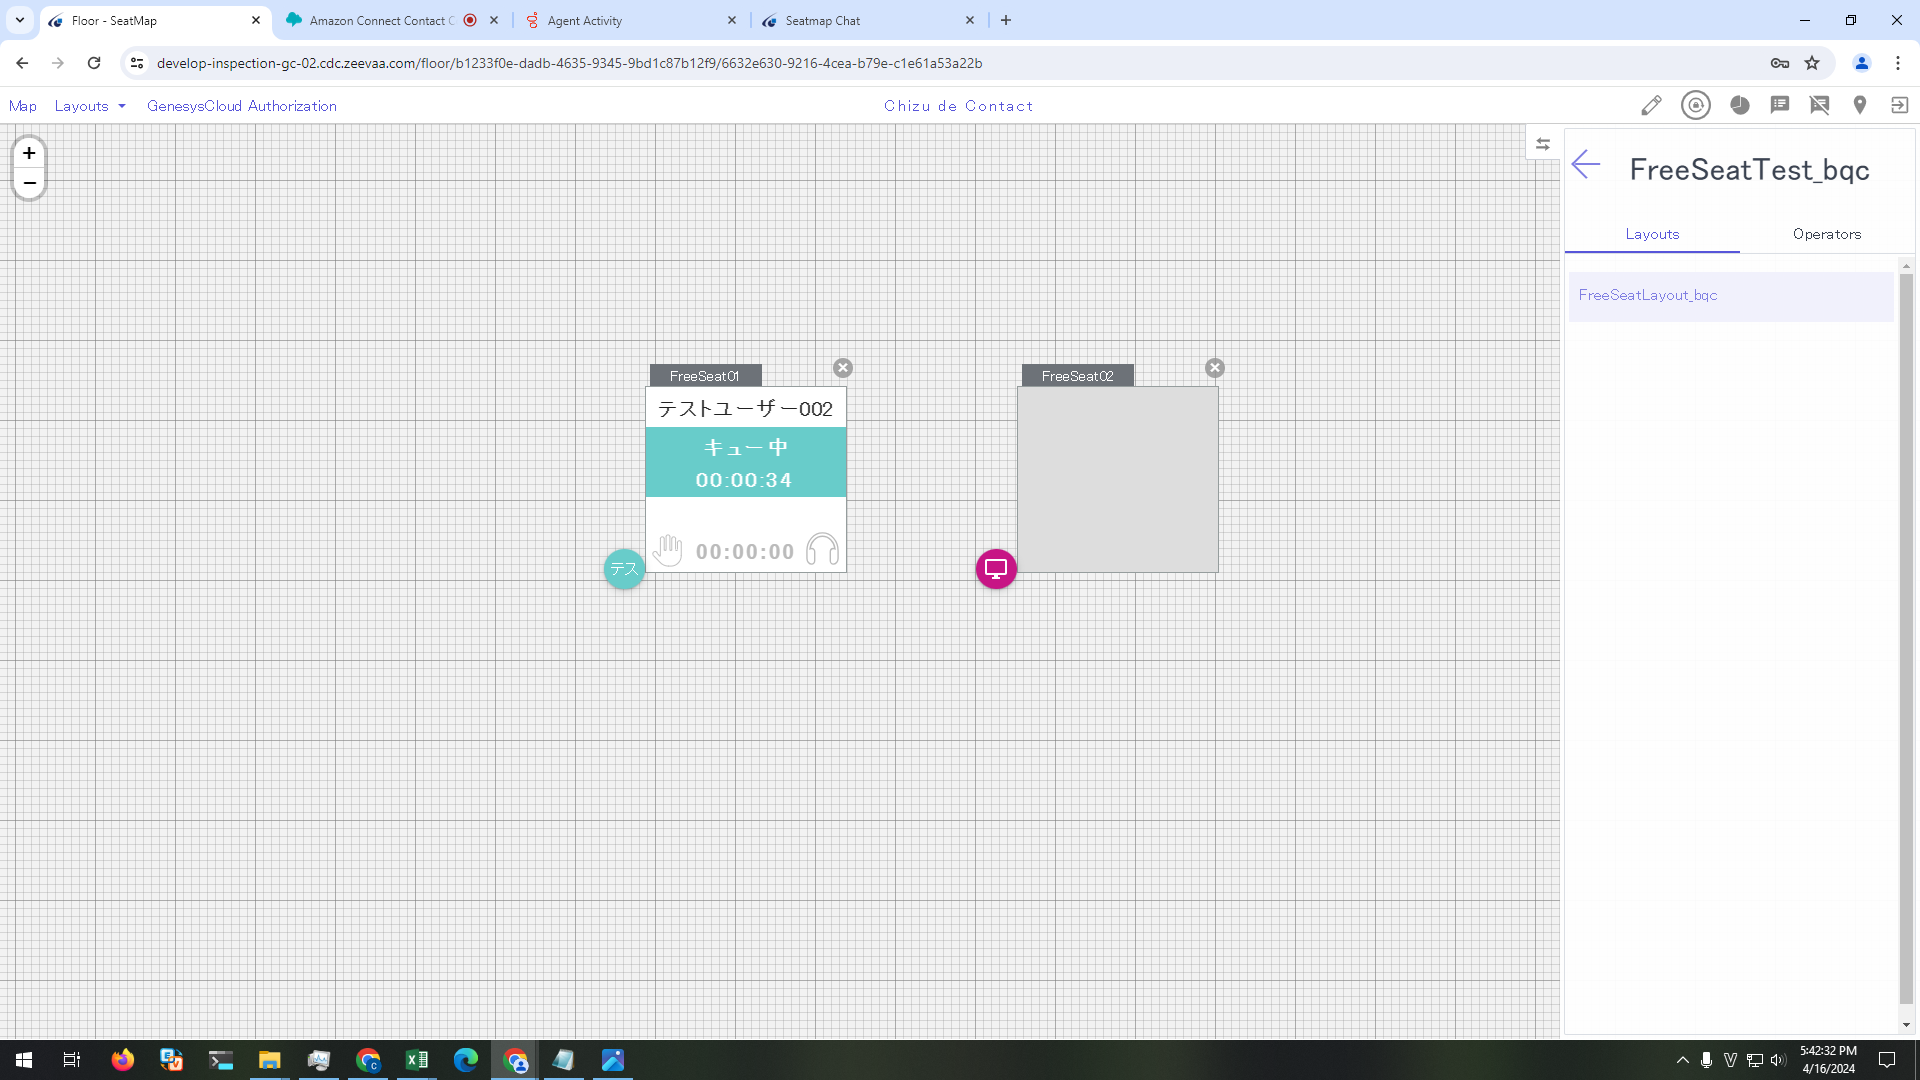 Floor - SeatMap
Amazon Connect Contact C
Agent Activity
Seatmap Chat
develop-inspection-gc-02.cdc.zeevaa.com/floor/b1233f0e-dadb-4635-9345-9bd1c87b12f9/6632e630-9216-4cea-b79e-c1e61a53a22b
Map Layouts GenesysCloud Authorization
Chizu de Contact
+
−
FreeSeatTest_bqc
Layouts
Operators
FreeSeatLayout_bqc
FreeSeat01
テストユーザー002
キュー中
00:00:34
00:00:00
テス
FreeSeat02
5:42:32 PM
4/16/2024